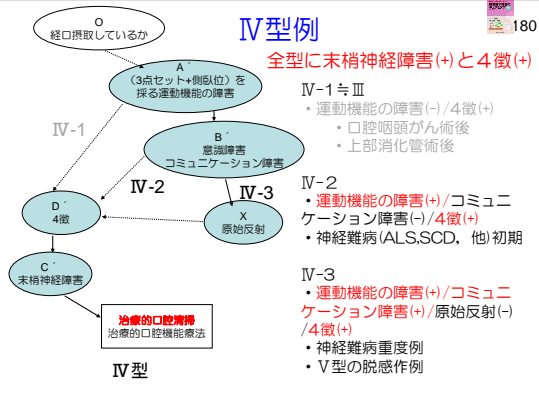 Ⅳ型例
180
全型に末梢神経障害(+)と４徴(+)
O
経口摂取しているか
A´
（3点セット+側臥位）を
採る運動機能の障害
B´
意識障害
コミュニケーション障害
Ⅳ-1
Ⅳ-2
Ⅳ-3
D´
4徴
X
原始反射
C´
末梢神経障害
治療的口腔清掃
治療的口腔機能療法
Ⅳ型
Ⅳ-1≒Ⅲ
・運動機能の障害(-)/4徴(+)
・口腔咽頭がん術後
・上部消化管術後
Ⅳ-2
・運動機能の障害(+)/コミュニ
ケーション障害(-)/4徴(+)
・神経難病(ALS,SCD，他)初期
Ⅳ-3
・運動機能の障害(+)/コミュニ
ケーション障害(+)/原始反射(-)
/4徴(+)
・神経難病重度例
・Ⅴ型の脱感作例